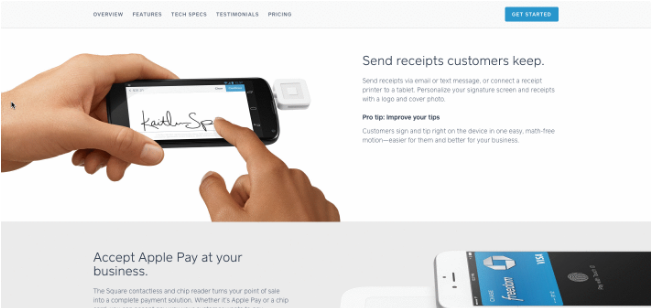 OVERVIEW FEATURES TECH SPECS TESTIMONIALS PRICING
GET STARTED
Send receipts customers keep.
Send receipts via email or text message, or connect a receipt
printer to a tablet. Personalize your signature screen and receipts
with a logo and cover photo.
Pro tip: Improve your tips
Customers sign and tip right on the device in one easy, math-free
motion—easier for them and better for your business.
Accept Apple Pay at your
business.
The Square contactless and chip reader turns your point of sale
into a complete payment solution. Whether it's Apple Pay or a chip
CHASE
freedom
VISA